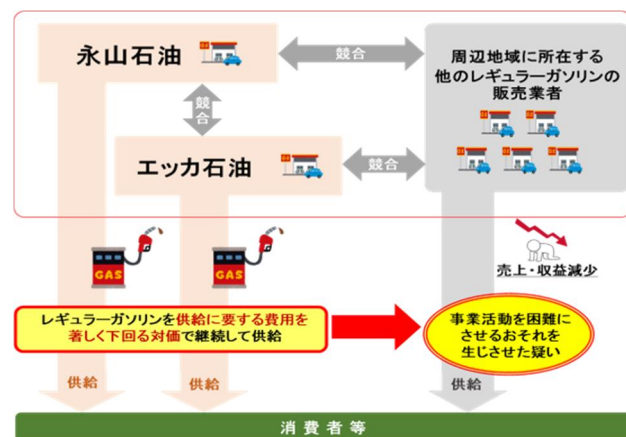 永山石油
競合
周辺地域に所在する
他のレギュラーガソリンの
販売業者
競合
エッカ石油
競合
GAS
GAS
売上・収益減少
レギュラーガソリンを供給に要する費用を
著しく下回る対価で継続して供給
事業活動を困難に
させるおそれを
生じさせた疑い
供給
供給
供給
消費者等